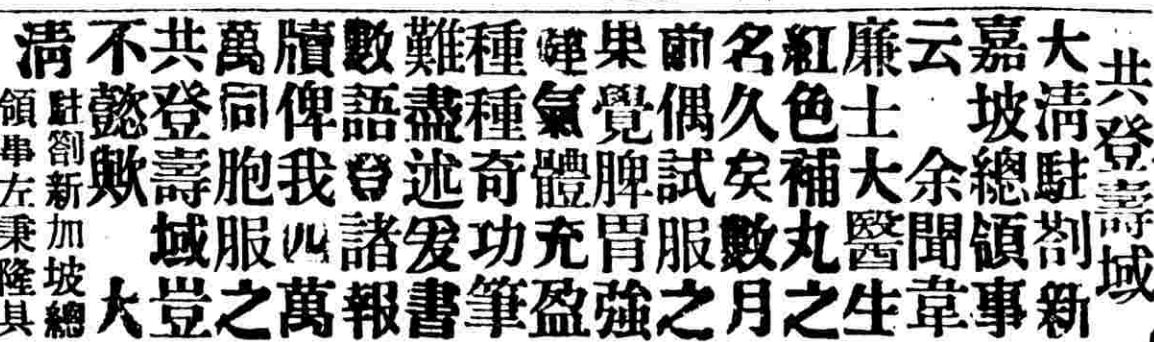 共登壽域
大清駐劄新
嘉坡總領事
云　余聞韋
廉士大醫生
紅色補丸之
名久矣數月
前偶試服之
果覺脾胃強
健氣體充盈
種種奇功筆
難盡述爰書
數語登諸報
牘俾我四萬
萬同胞服之
共登壽域豈
不懿歟　大
清
駐劄新加坡總
領事左秉隆具